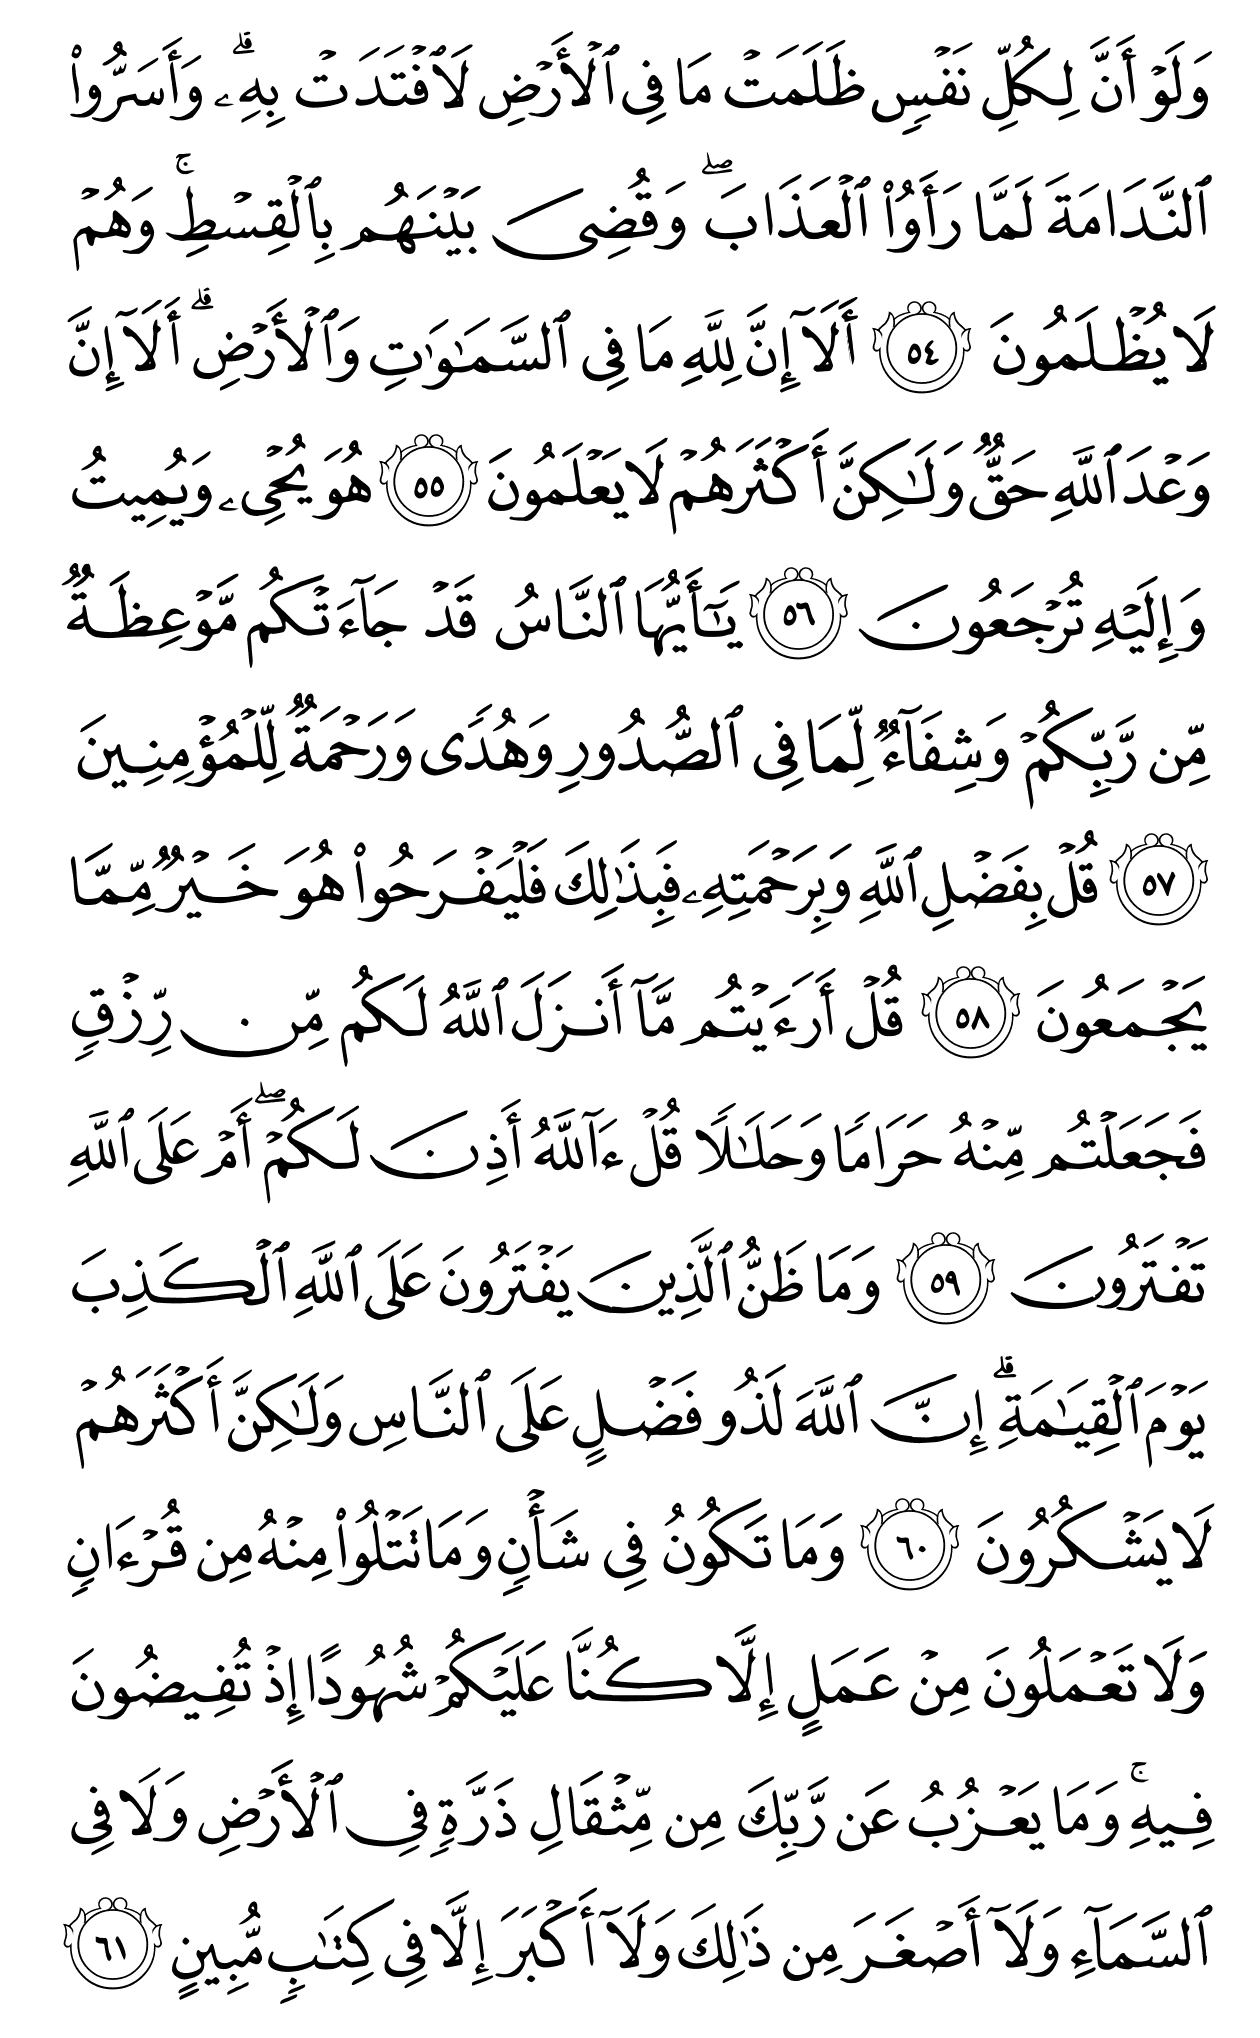 وَلَوۡ أَنَّ لِكُلِّ نَفۡسٖ ظَلَمَتۡ مَا فِي ٱلۡأَرۡضِ لَٱفۡتَدَتۡ بِهِۦۗ وَأَسَرُّواْ
ٱلنَّدَامَةَ لَمَّا رَأَوُاْ ٱلۡعَذَابَۖ وَقُضِيَ بَيۡنَهُم بِٱلۡقِسۡطِۚ وَهُمۡ
لَا يُظۡلَمُونَ ٥٤ أَلَآ إِنَّ لِلَّهِ مَا فِي ٱلسَّمَٰوَٰتِ وَٱلۡأَرۡضِۗ أَلَآ إِنَّ
وَعۡدَ ٱللَّهِ حَقّٞ وَلَٰكِنَّ أَكۡثَرَهُمۡ لَا يَعۡلَمُونَ ٥٥ هُوَ يُحۡيِۦ وَيُمِيتُ
وَإِلَيۡهِ تُرۡجَعُونَ ٥٦ يَٰٓأَيُّهَا ٱلنَّاسُ قَدۡ جَآءَتۡكُم مَّوۡعِظَةٞ
مِّن رَّبِّكُمۡ وَشِفَآءٞ لِّمَا فِي ٱلصُّدُورِ وَهُدٗى وَرَحۡمَةٞ لِّلۡمُؤۡمِنِينَ
٥٧ قُلۡ بِفَضۡلِ ٱللَّهِ وَبِرَحۡمَتِهِۦ فَبِذَٰلِكَ فَلۡيَفۡرَحُواْ هُوَ خَيۡرٞ مِّمَّا
يَجۡمَعُونَ ٥٨ قُلۡ أَرَءَيۡتُم مَّآ أَنزَلَ ٱللَّهُ لَكُم مِّن رِّزۡقٖ
فَجَعَلۡتُم مِّنۡهُ حَرَامٗا وَحَلَٰلٗا قُلۡ ءَآللَّهُ أَذِنَ لَكُمۡۖ أَمۡ عَلَى ٱللَّهِ
تَفۡتَرُونَ ٥٩ وَمَا ظَنُّ ٱلَّذِينَ يَفۡتَرُونَ عَلَى ٱللَّهِ ٱلۡكَذِبَ
يَوۡمَ ٱلۡقِيَٰمَةِۗ إِنَّ ٱللَّهَ لَذُو فَضۡلٍ عَلَى ٱلنَّاسِ وَلَٰكِنَّ أَكۡثَرَهُمۡ
لَا يَشۡكُرُونَ ٦٠ وَمَا تَكُونُ فِي شَأۡنٖ وَمَا تَتۡلُواْ مِنۡهُ مِن قُرۡءَانٖ
وَلَا تَعۡمَلُونَ مِنۡ عَمَلٍ إِلَّا كُنَّا عَلَيۡكُمۡ شُهُودًا إِذۡ تُفِيضُونَ
فِيهِۚ وَمَا يَعۡزُبُ عَن رَّبِّكَ مِن مِّثۡقَالِ ذَرَّةٖ فِي ٱلۡأَرۡضِ وَلَا فِي
ٱلسَّمَآءِ وَلَآ أَصۡغَرَ مِن ذَٰلِكَ وَلَآ أَكۡبَرَ إِلَّا فِي كِتَٰبٖ مُّبِينٍ ٦١